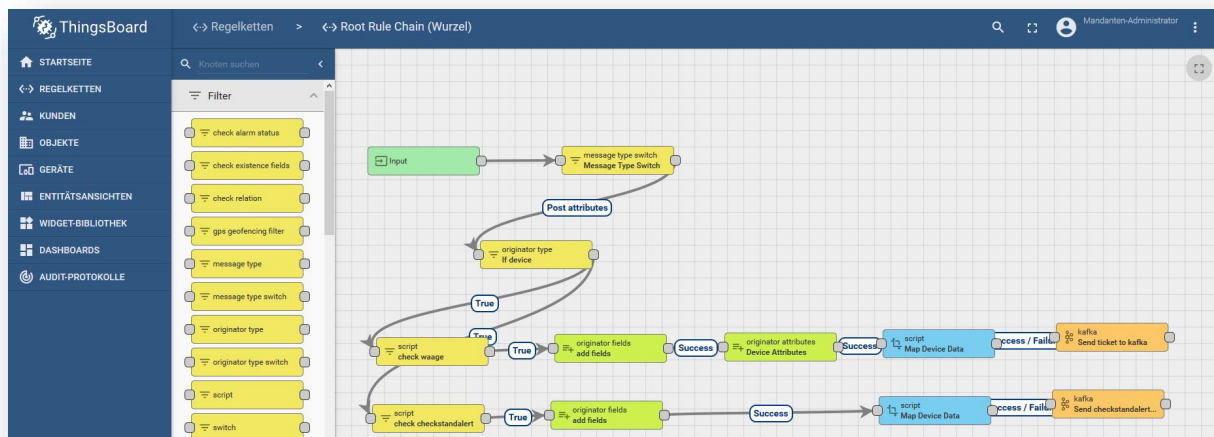 ThingsBoard
Regelketten > Root Rule Chain (Wurzel)
Mandanten-Administrator
STARTSEITE
REGELKETTEN
KUNDEN
OBJEKTE
GERÄTE
ENTITÄTSANSICHTEN
WIDGET-BIBLIOTHEK
DASHBOARDS
AUDIT-PROTOKOLLE
Knoten suchen
Filter
check alarm status
check existence fields
check relation
gps geofencing filter
message type
message type switch
originator type
originator type switch
script
switch
Input
message type switch
Message Type Switch
Post attributes
originator type
If device
True
True
script
check waage
True
originator fields
add fields
Success
originator attributes
Device Attributes
Success
script
Map Device Data
ccess / Failu
kafka
Send ticket to kafka
script
check checkstandalert
True
originator fields
add fields
Success
script
Map Device Data
ccess / Failu
kafka
Send checkstandalert...